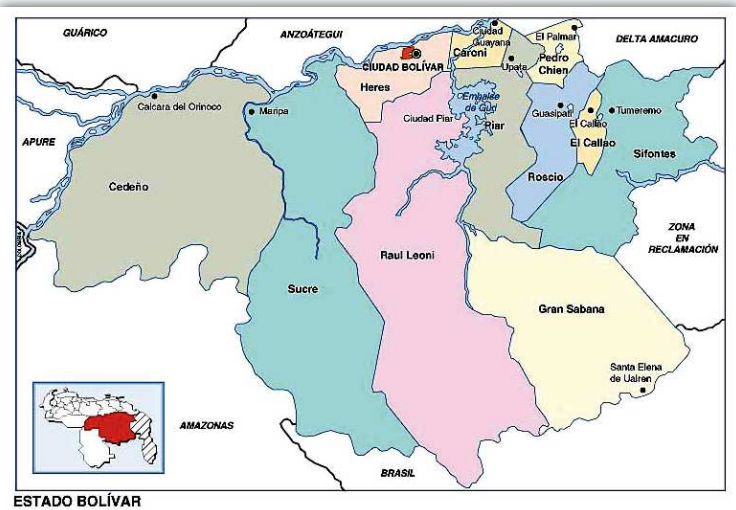 GUÁRICO
ANZOÁTEGUI
Ciudad
Guayana
El Palmar
DELTA AMACURO
Caroni
Upata
Pedro
Chien
CIUDAD BOLÍVAR
Heres
Embalse
de Guri
Caicara del Orinoco
Maripa
Ciudad Piar
Piar
Guasipati
El Callao
El Callao
Tumeremo
APURE
Sifontes
Cedeño
Roscio
ZONA
EN
RECLAMACIÓN
Raul Leoni
Sucre
Gran Sabana
Santa Elena
de Uairen
AMAZONAS
BRASIL
ESTADO BOLÍVAR